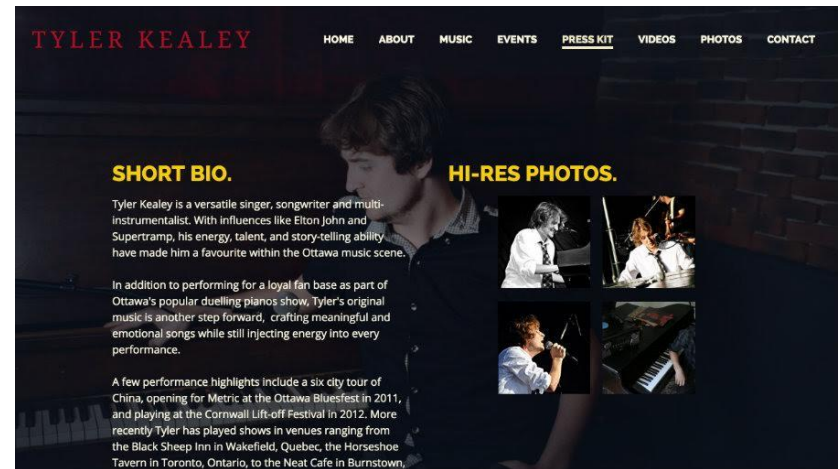 TYLER KEALEY
HOME ABOUT MUSIC EVENTS PRESS KIT VIDEOS PHOTOS CONTACT
SHORT BIO.
Tyler Kealey is a versatile singer, songwriter and multi-
instrumentalist. With influences like Elton John and
Supertramp, his energy, talent, and story-telling ability
have made him a favourite within the Ottawa music scene.
In addition to performing for a loyal fan base as part of
Ottawa's popular duelling pianos show, Tyler's original
music is another step forward, crafting meaningful and
emotional songs while still injecting energy into every
performance.
A few performance highlights include a six city tour of
China, opening for Metric at the Ottawa Bluesfest in 2011,
and playing at the Cornwall Lift-off Festival in 2012. More
recently Tyler has played shows in venues ranging from
the Black Sheep Inn in Wakefield, Quebec, the Horseshoe
Tavern in Toronto, Ontario, to the Neat Cafe in Burnstown,
HI-RES PHOTOS.